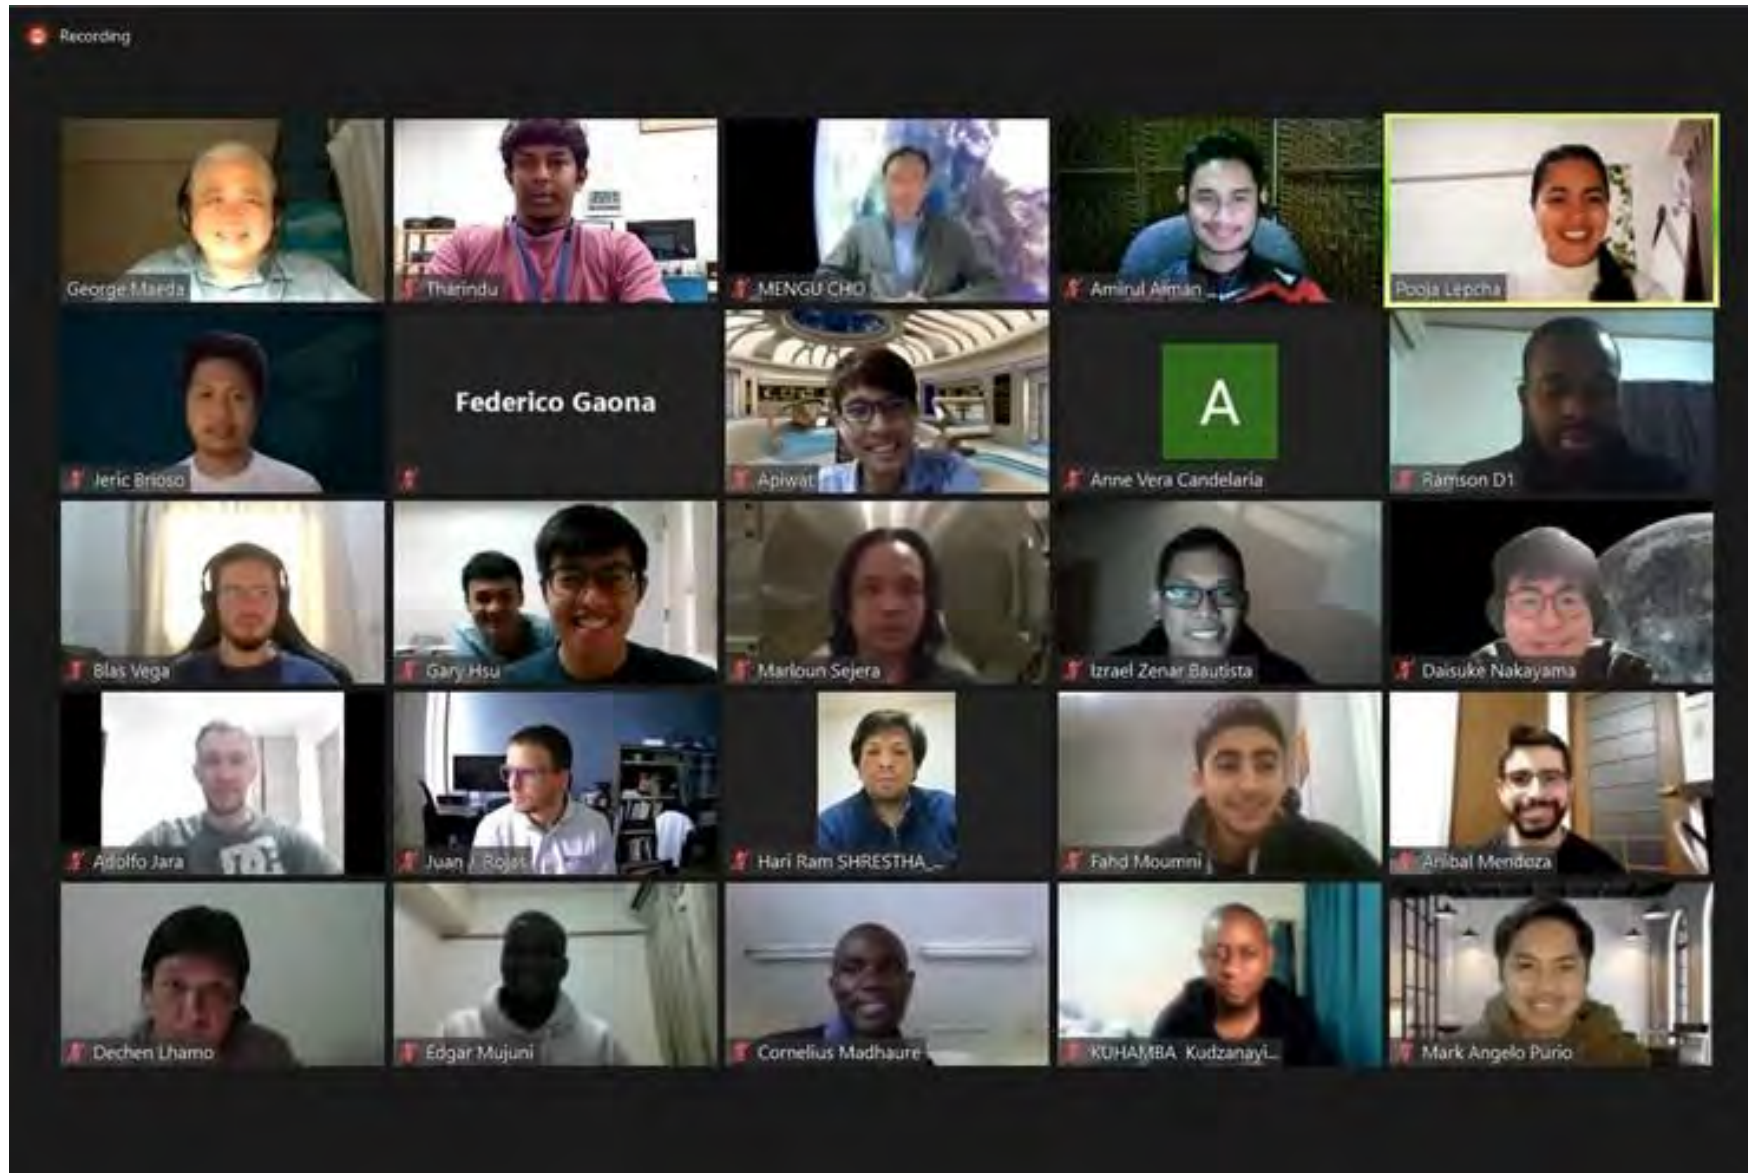 Recording
George Maeda
Tharindu
MENGU CHO
Amirul Aiman ...
Pooja Lepcha
Jeric Brioso
Federico Gaona
Apiwat
A
Anne Vera Candelaria
Ramson D1
Blas Vega
Gary Hsu
Marloun Sejera
Izrael Zenar Bautista
Daisuke Nakayama
Adolfo Jara
Juan J. Rojas
Hari Ram SHRESTHA_...
Fahd Moumni
Anibal Mendoza
Dechen Lhamo
Edgar Mujuni
Cornelius Madhaure
KUHAMBA Kudzanayi...
Mark Angelo Purio